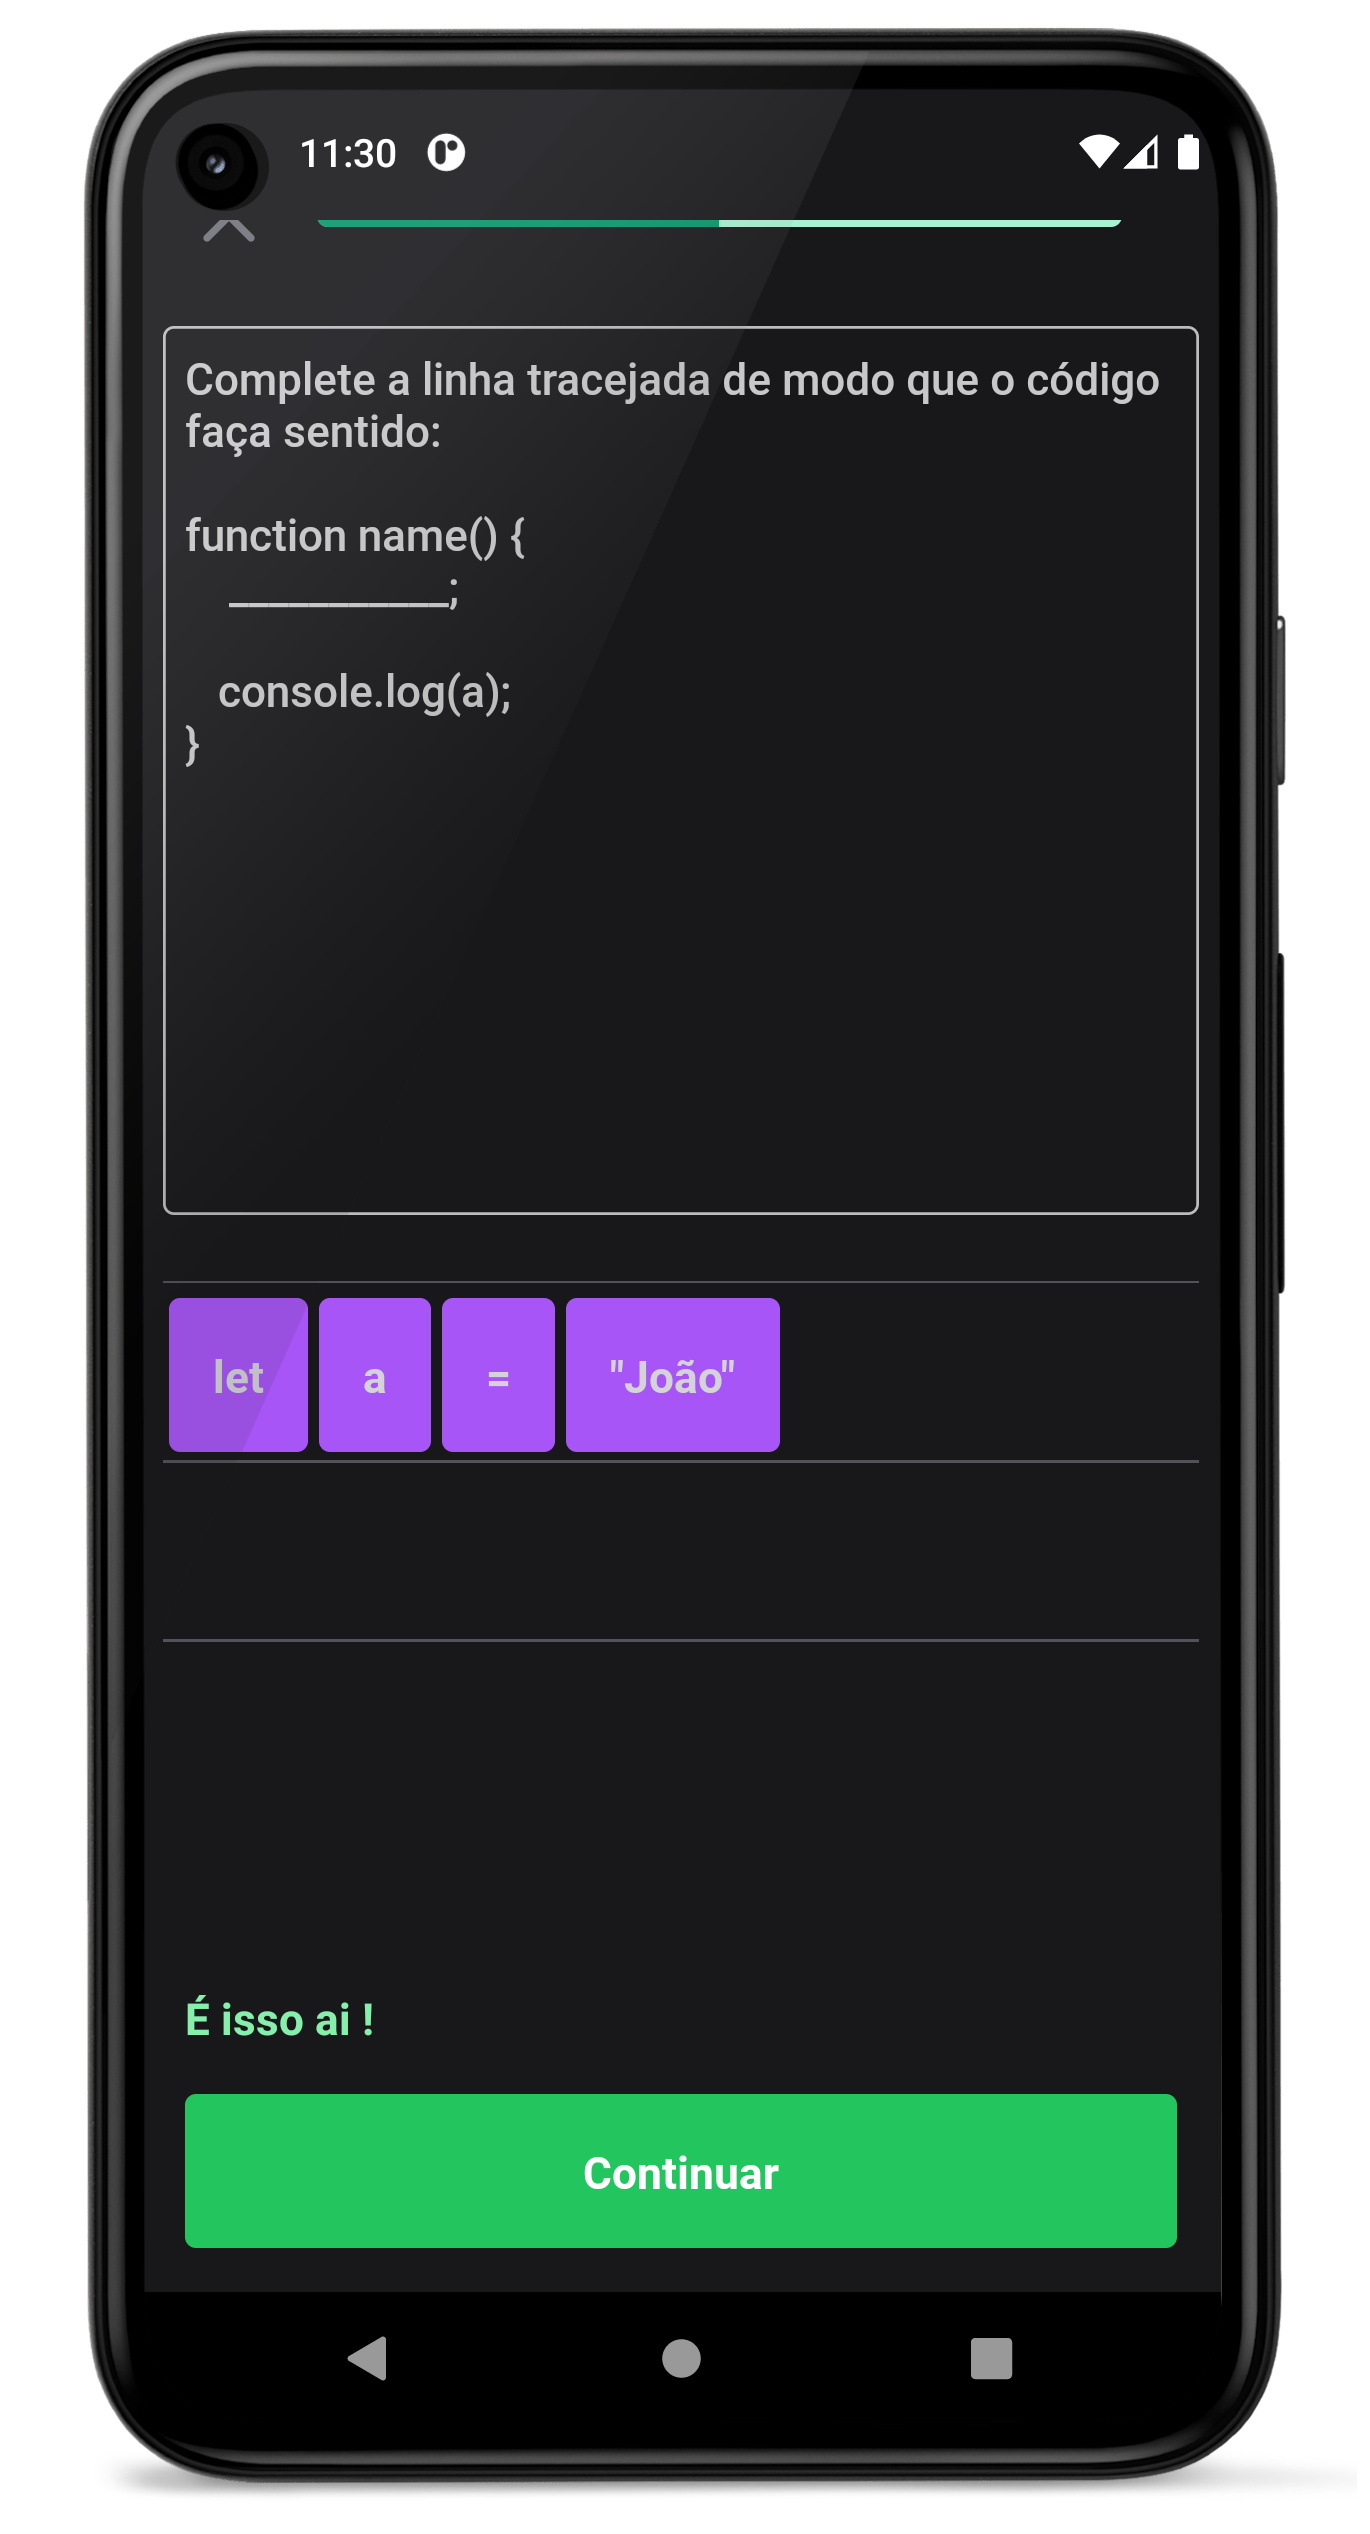 11:30
Complete a linha tracejada de modo que o código
faça sentido:
function name() {
___________;
console.log(a);
}
let a = "João"
É isso ai !
Continuar